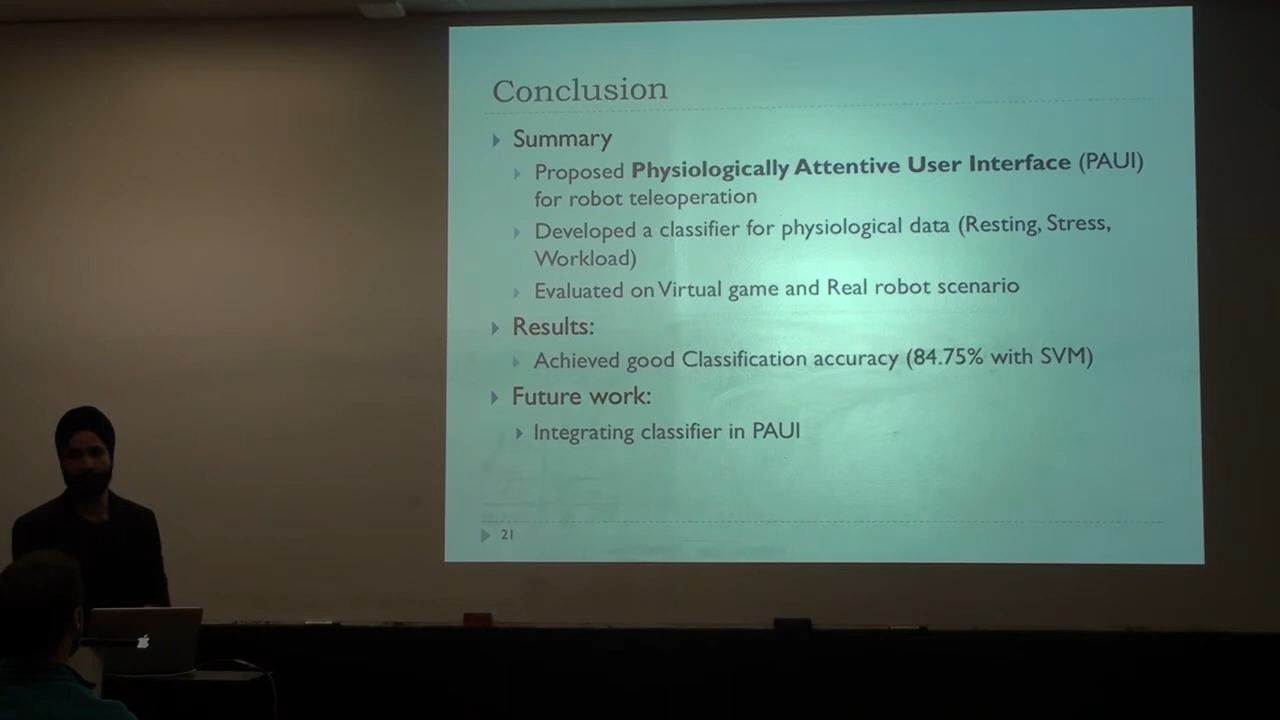 Conclusion
Summary
Proposed Physiologically Attentive User Interface (PAUI)
for robot teleoperation
Developed a classifier for physiological data (Resting, Stress,
Workload)
Evaluated on Virtual game and Real robot scenario
Results:
Achieved good Classification accuracy (84.75% with SVM)
Future work:
Integrating classifier in PAUI
21